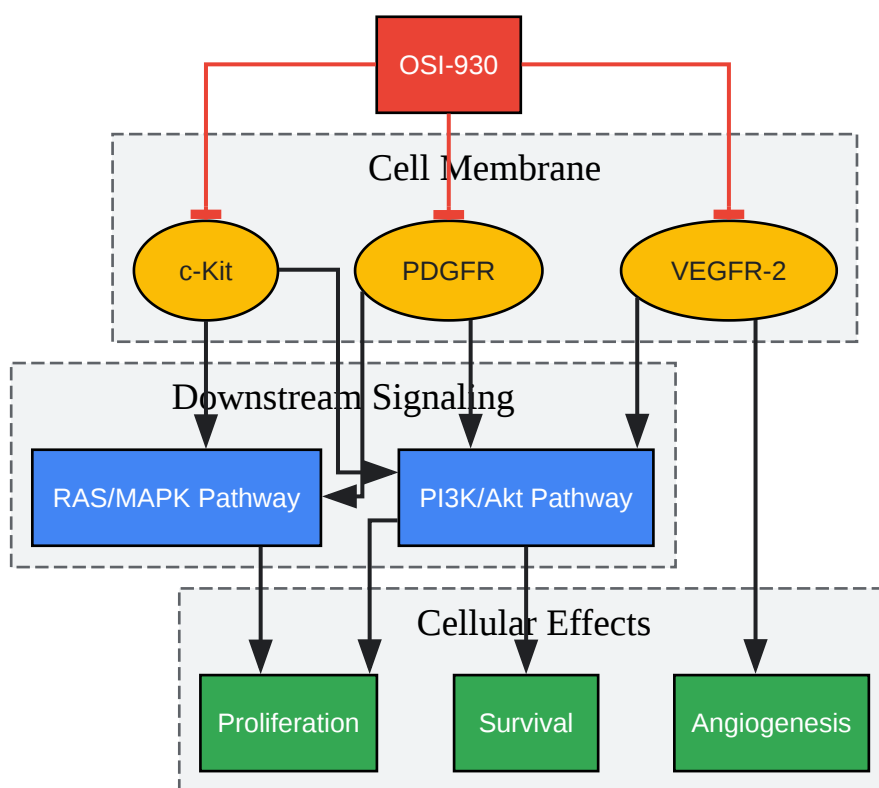 OSI-930
Cell Membrane
c-Kit
PDGFR
VEGFR-2
Downstream Signaling
RAS/MAPK Pathway
PI3K/Akt Pathway
Cellular Effects
Proliferation
Survival
Angiogenesis